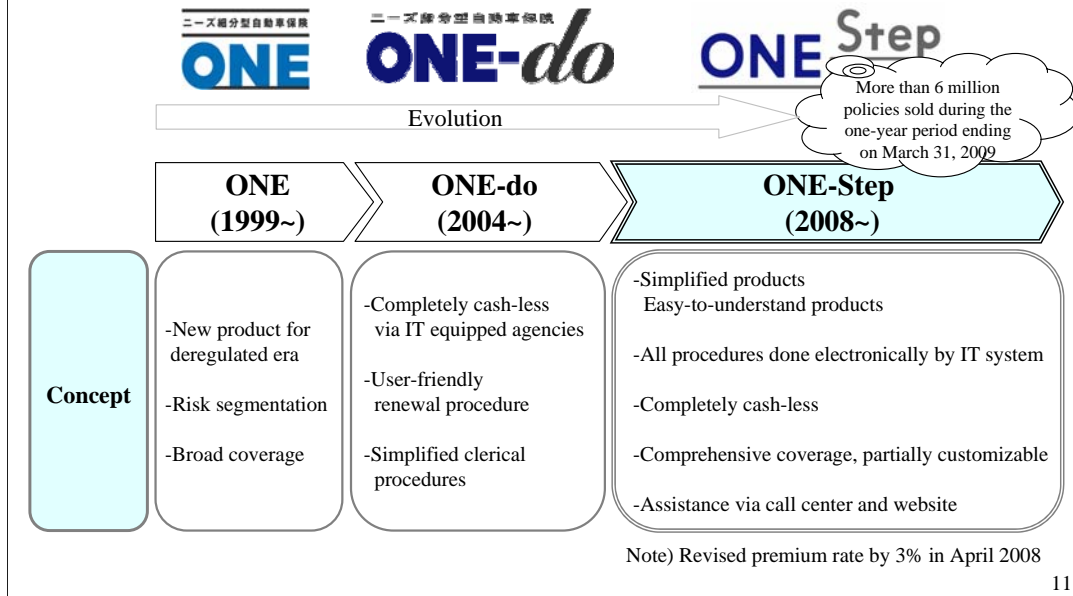 ニーズ細分型自動車保険
ONE
ニーズ細分型自動車保険
ONE-do
ONE Step
Evolution
More than 6 million
policies sold during the
one-year period ending
on March 31, 2009
ONE
(1999~)
ONE-do
(2004~)
ONE-Step
(2008~)
Concept
-New product for
deregulated era
-Risk segmentation
-Broad coverage
-Completely cash-less
via IT equipped agencies
-User-friendly
renewal procedure
-Simplified clerical
procedures
-Simplified products
Easy-to-understand products
-All procedures done electronically by IT system
-Completely cash-less
-Comprehensive coverage, partially customizable
-Assistance via call center and website
Note) Revised premium rate by 3% in April 2008
11